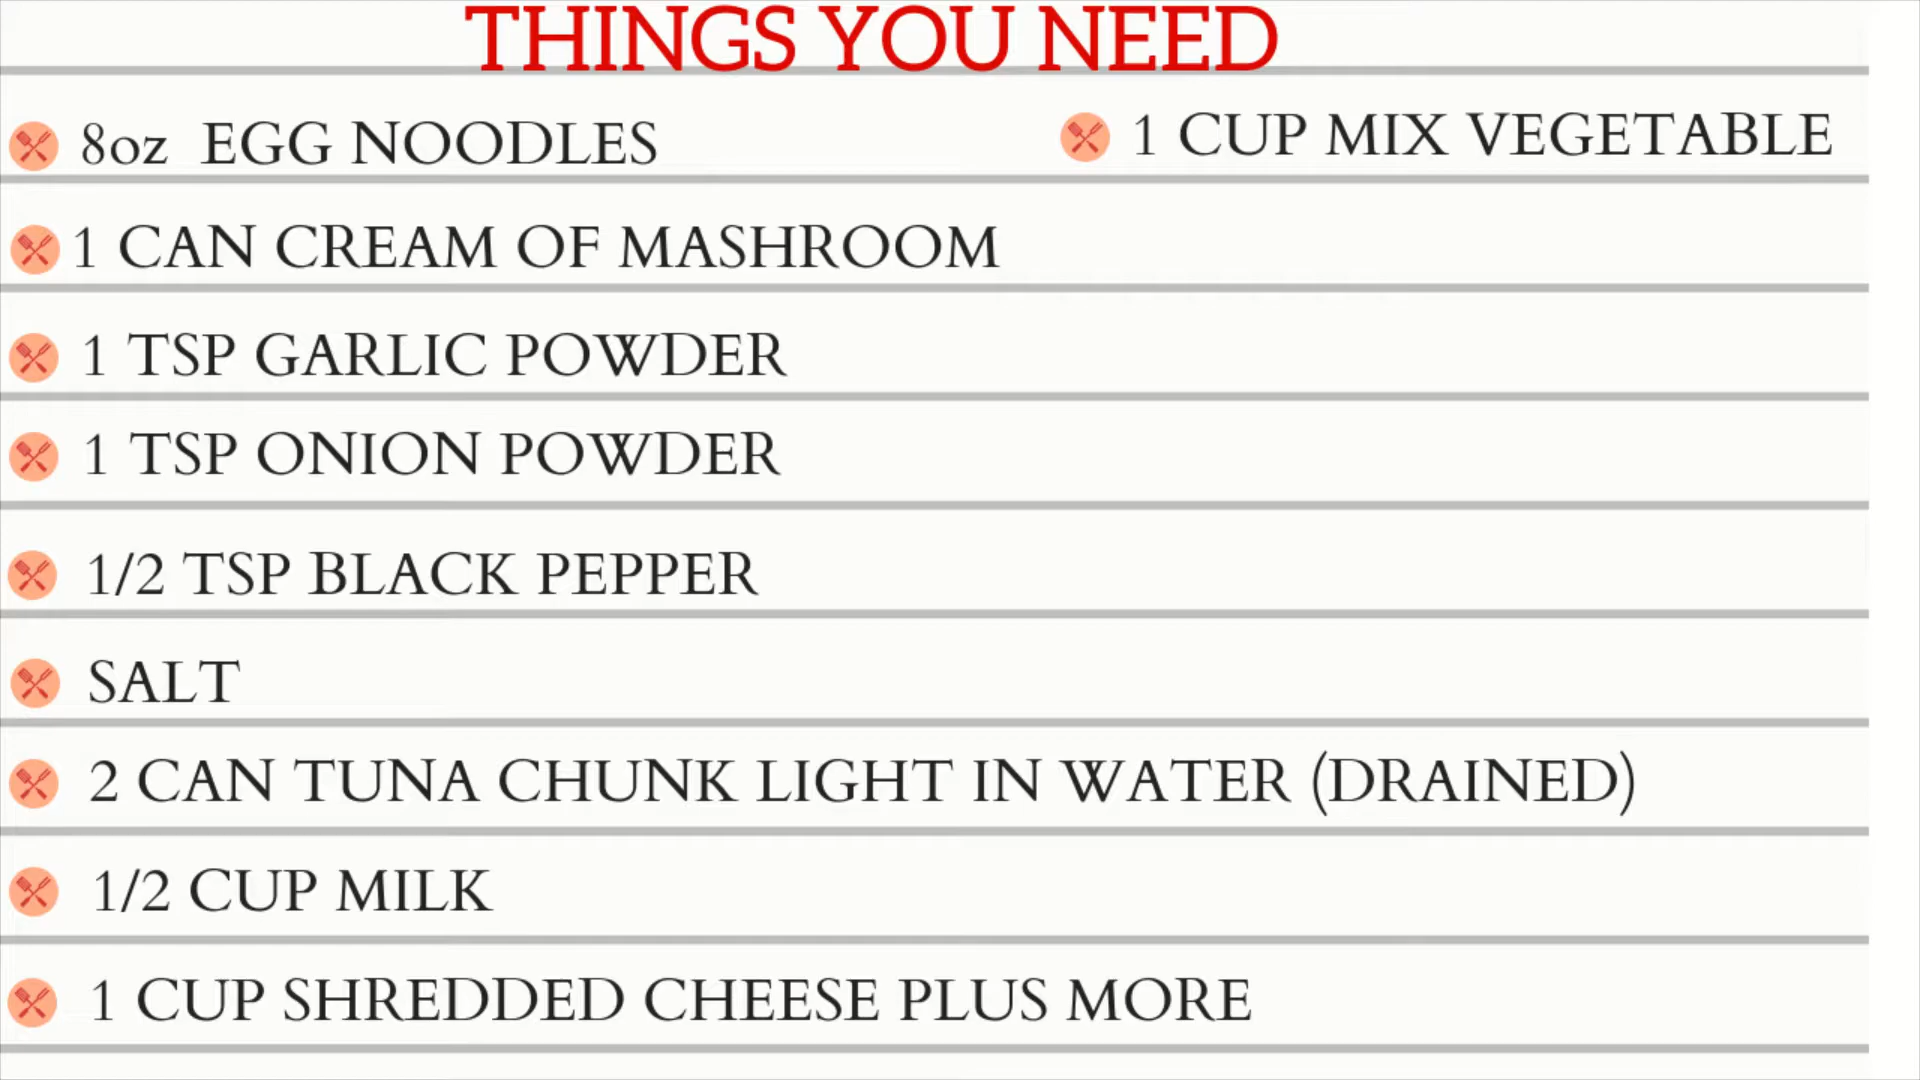 THINGS YOU NEED
8oz EGG NOODLES
1 CUP MIX VEGETABLE
1 CAN CREAM OF MASHROOM
1 TSP GARLIC POWDER
1 TSP ONION POWDER
1/2 TSP BLACK PEPPER
SALT
2 CAN TUNA CHUNK LIGHT IN WATER (DRAINED)
1/2 CUP MILK
1 CUP SHREDDED CHEESE PLUS MORE